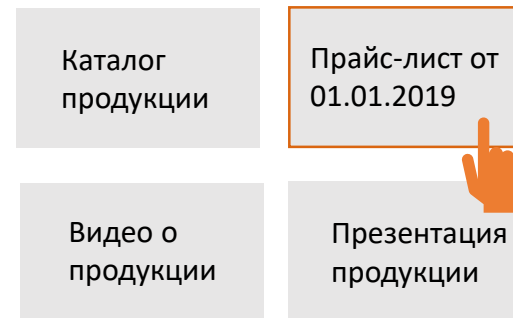 Каталог
продукции
Прайс-лист от
01.01.2019
Видео о
продукции
Презентация
продукции